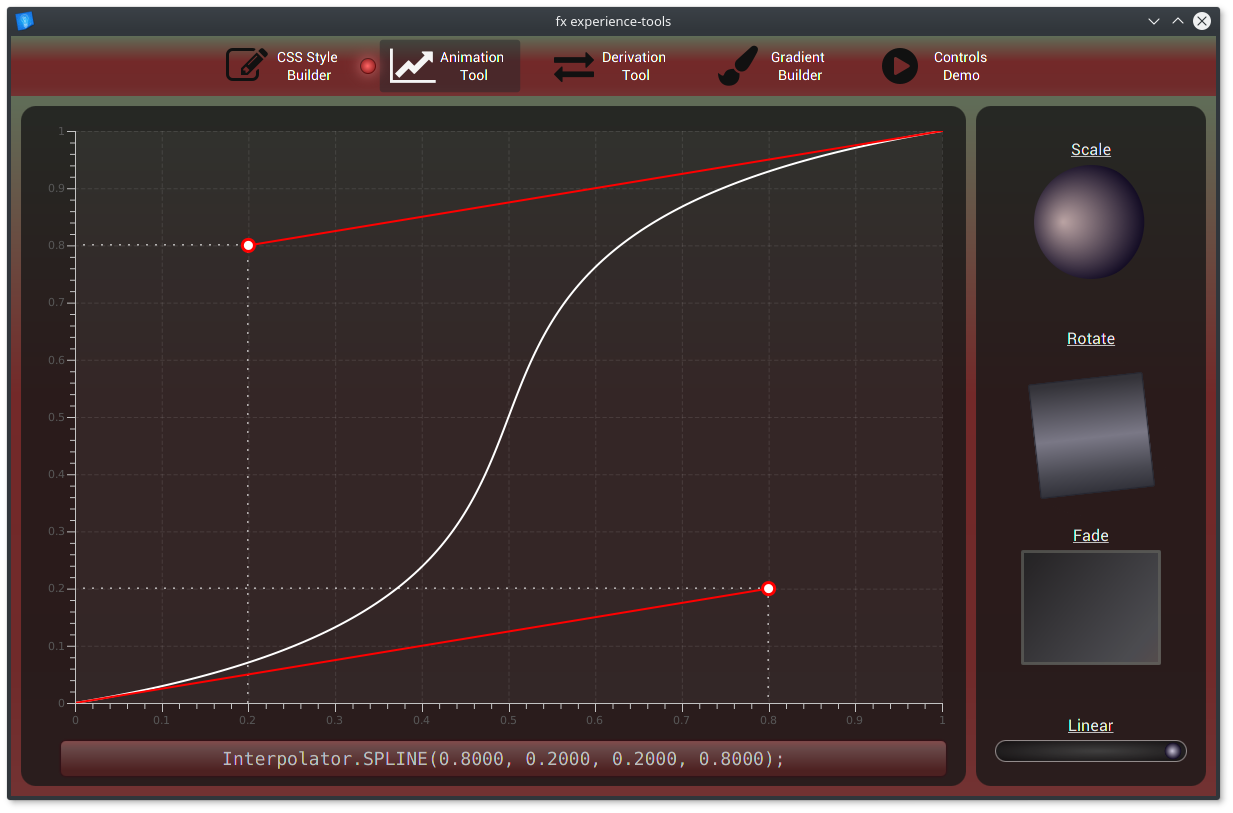 fx experience-tools
CSS Style
Builder
Animation
Tool
Derivation
Tool
Gradient
Builder
Controls
Demo
1
0.9
0.8
0.7
0.6
0.5
0.4
0.3
0.2
0.1
0
0 0.1 0.2 0.3 0.4 0.5 0.6 0.7 0.8 0.9 1
Interpolator.SPLINE(0.8000, 0.2000, 0.2000, 0.8000);
Scale
Rotate
Fade
Linear